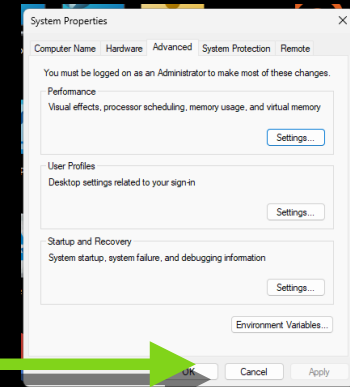 System Properties
Computer Name Hardware Advanced System Protection Remote
You must be logged on as an Administrator to make most of these changes.
Performance
Visual effects, processor scheduling, memory usage, and virtual memory
Settings...
User Profiles
Desktop settings related to your sign-in
Settings...
Startup and Recovery
System startup, system failure, and debugging information
Settings...
Environment Variables...
OK Cancel Apply